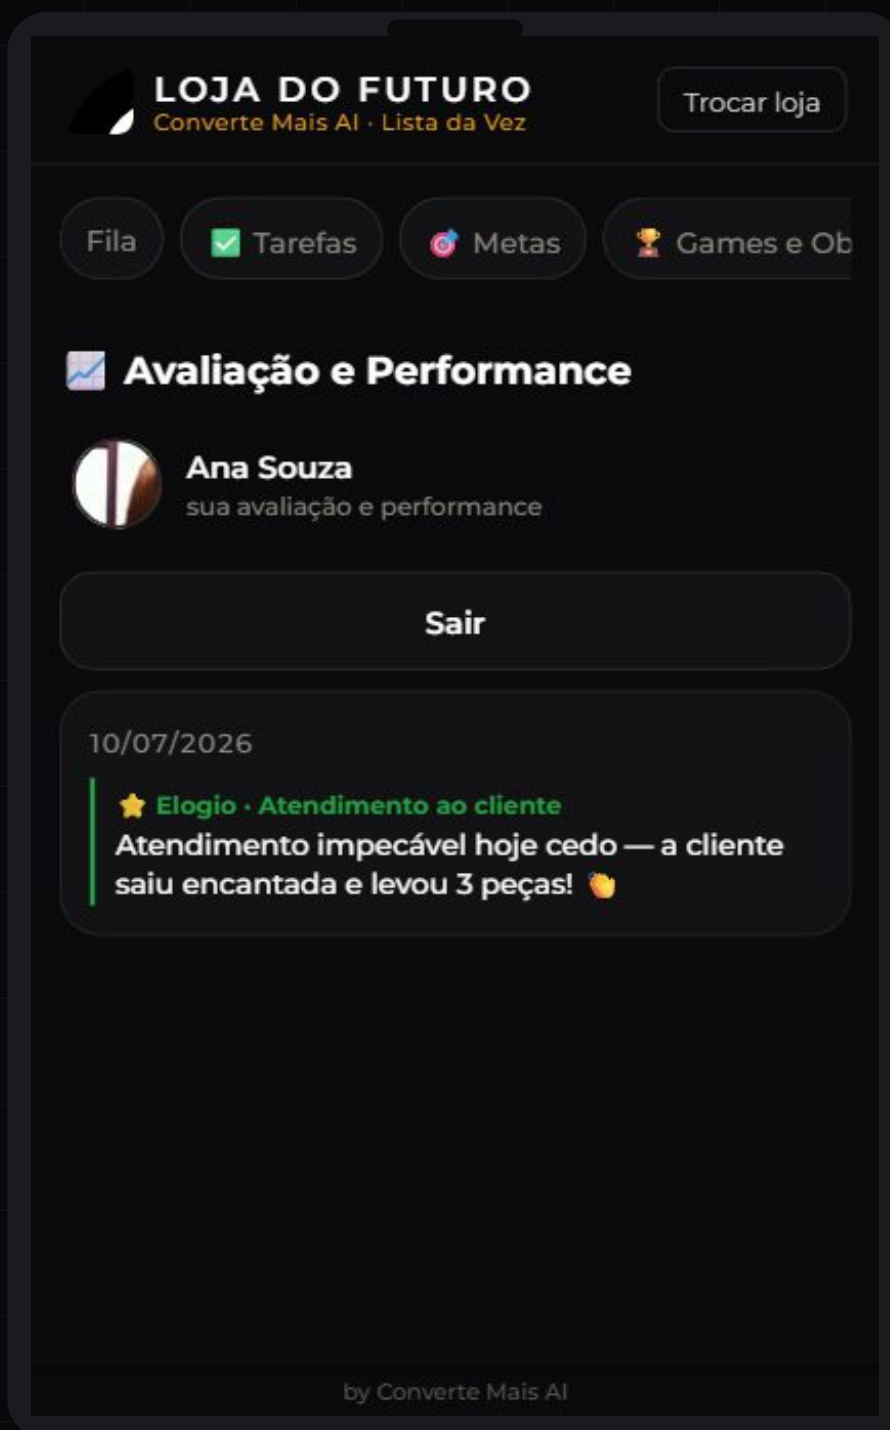 LOJA DO FUTURO
Converte Mais AI · Lista da Vez
Trocar loja
Fila
✅ Tarefas
🎯 Metas
🏆 Games e Ob
📈 Avaliação e Performance
Ana Souza
sua avaliação e performance
Sair
10/07/2026
⭐ Elogio · Atendimento ao cliente
Atendimento impecável hoje cedo — a cliente
saiu encantada e levou 3 peças! 👏
by Converte Mais AI